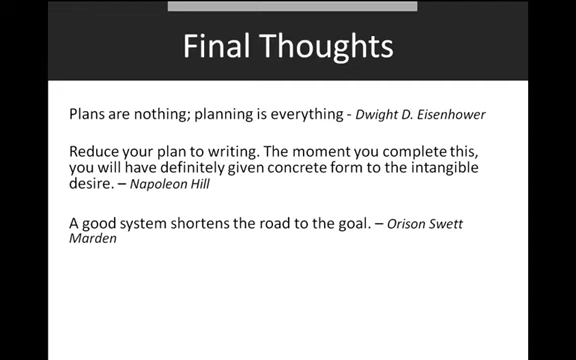 Final Thoughts
Plans are nothing; planning is everything - Dwight D. Eisenhower
Reduce your plan to writing. The moment you complete this,
you will have definitely given concrete form to the intangible
desire. – Napoleon Hill
A good system shortens the road to the goal. – Orison Swett
Marden